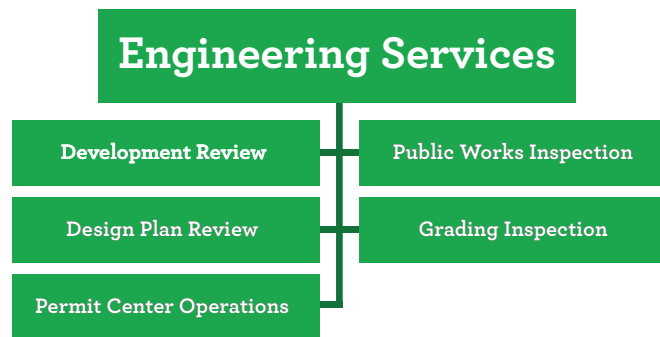 Engineering Services
Development Review
Public Works Inspection
Design Plan Review
Grading Inspection
Permit Center Operations